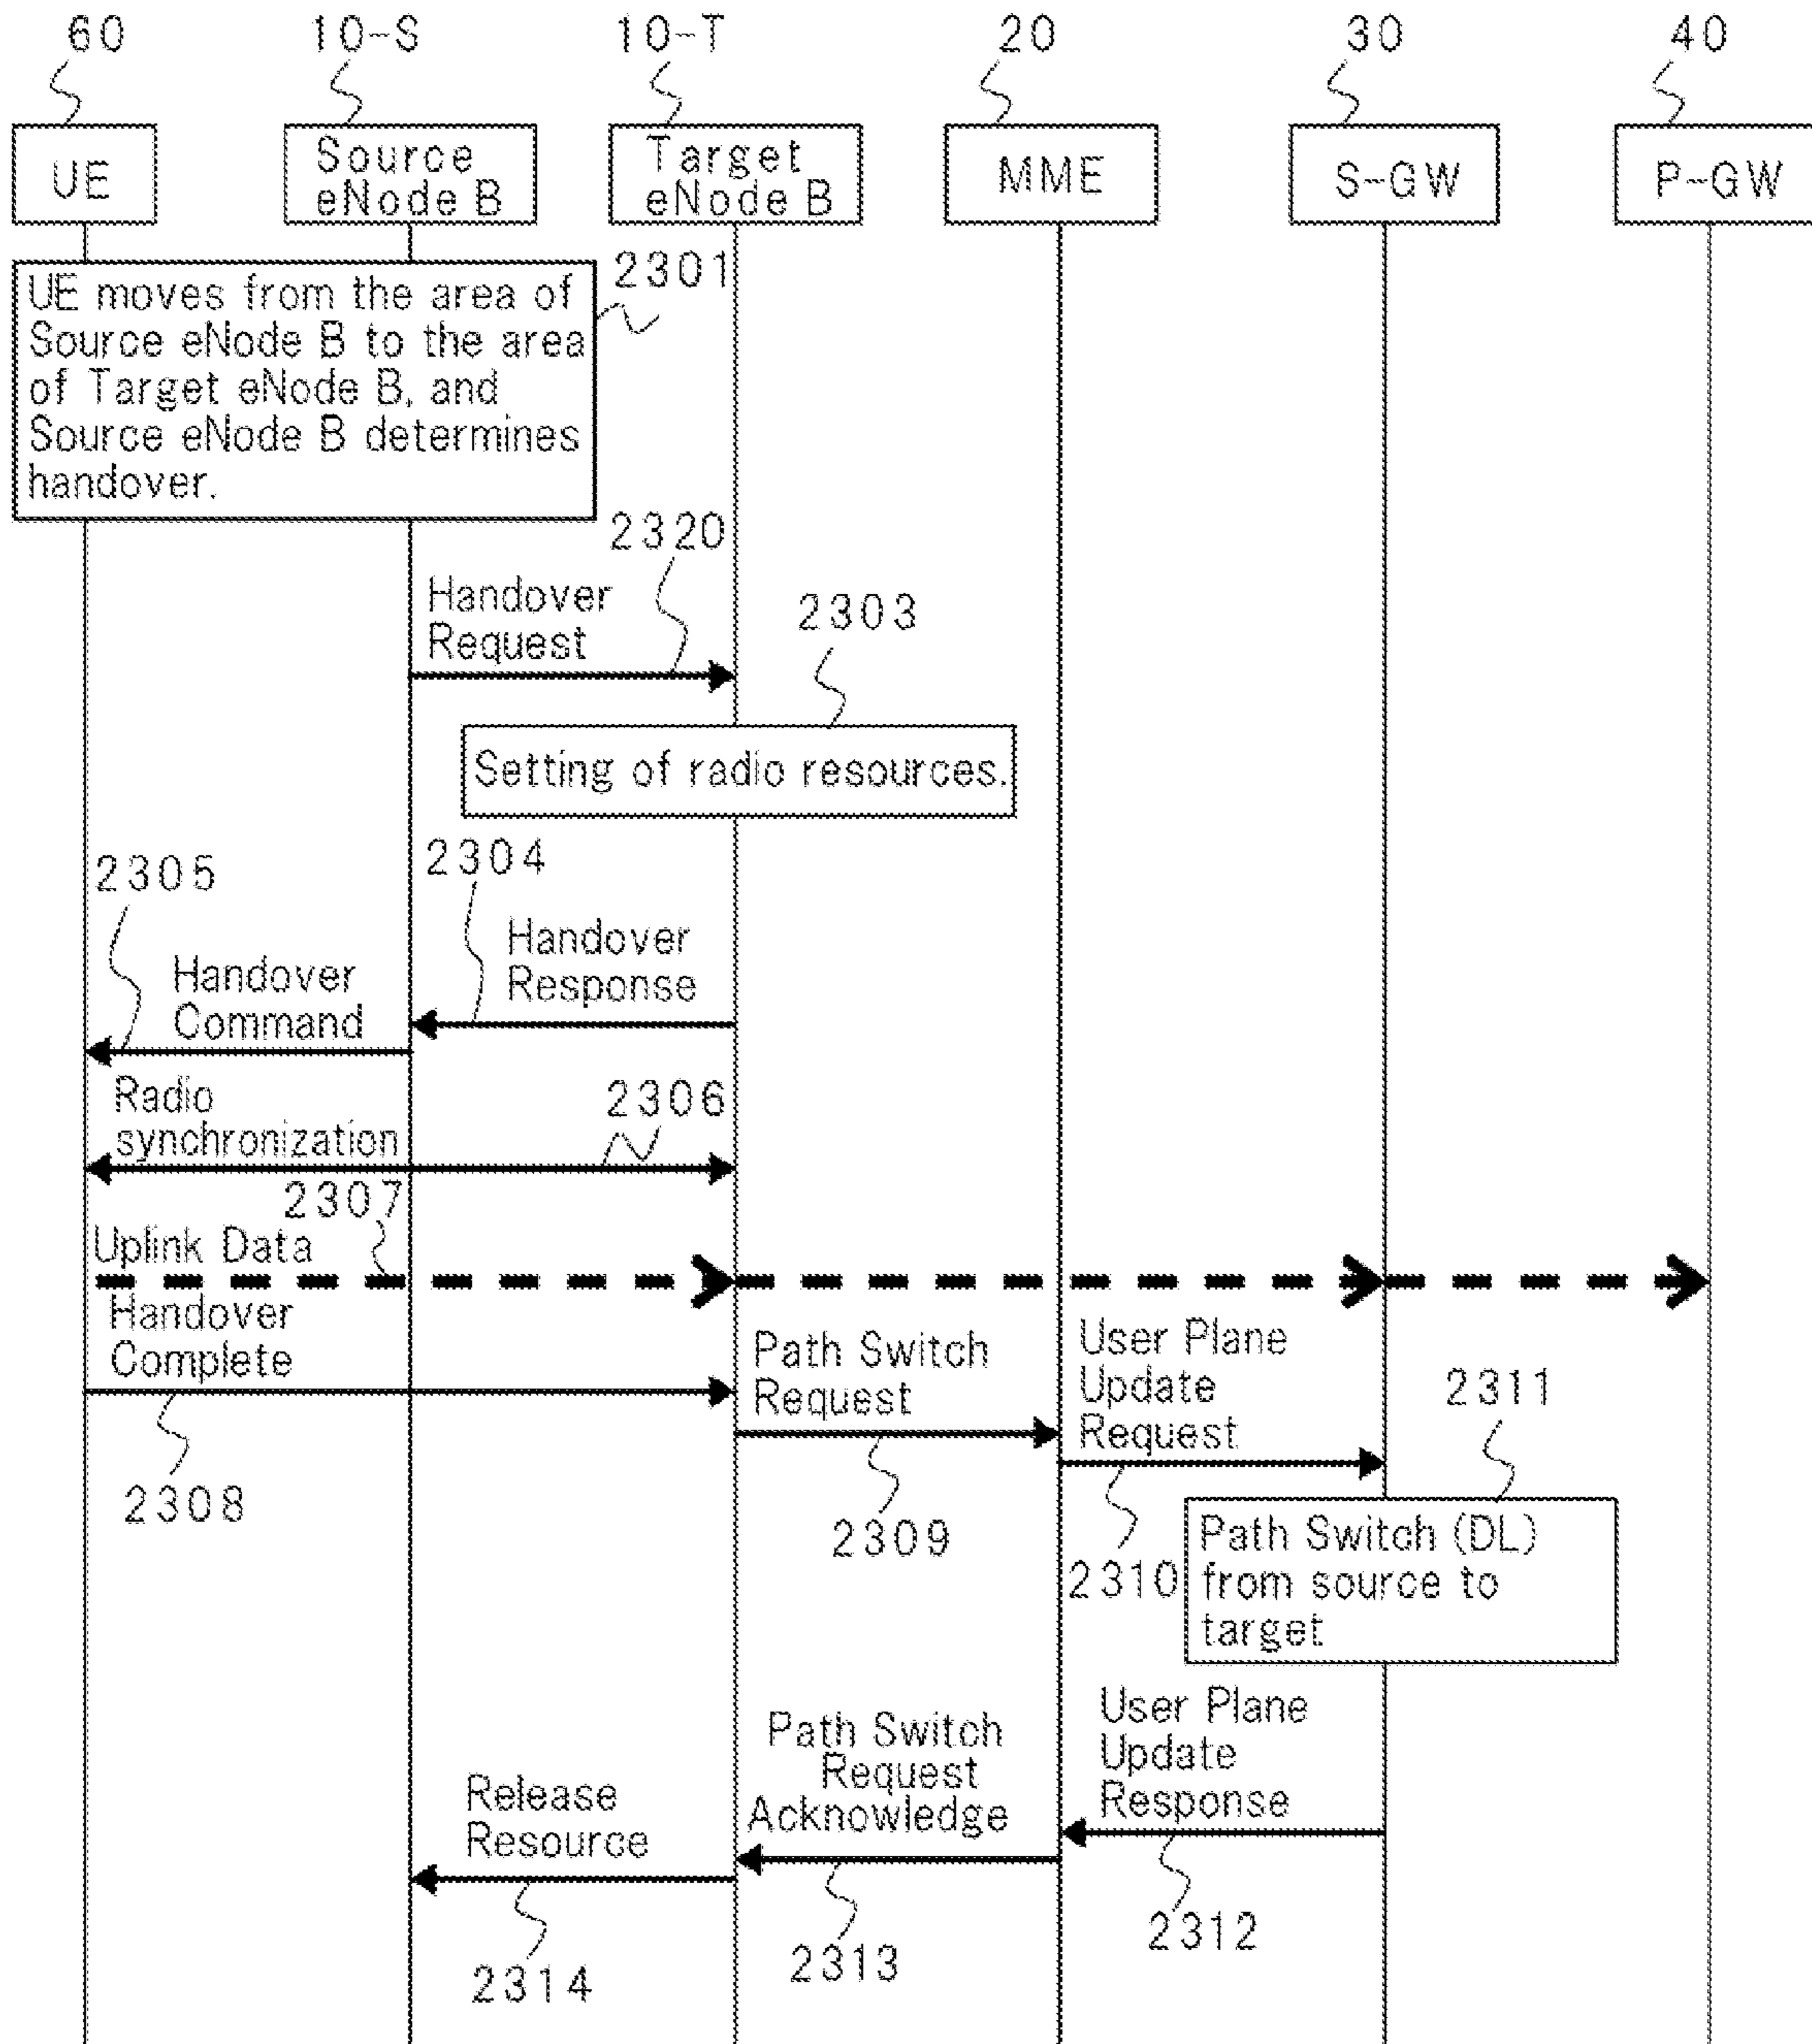 60
10-S
10-T
20
30
40
UE
Source
eNode B
Target
eNode B
MME
S-GW
P-GW
UE moves from the area of
Source eNode B to the area
of Target eNode B, and
Source eNode B determines
handover.
2301
2320
Handover
Request
2303
Setting of radio resources.
2304
2305
Handover
Response
Handover
Command
Radio
synchronization
2306
2307
Uplink Data
Handover
Complete
2308
Path Switch
Request
2309
User Plane
Update
Request
2310
2311
Path Switch (DL)
from source to
target
User Plane
Update
Response
2312
Path Switch
Request
Acknowledge
2313
Release
Resource
2314